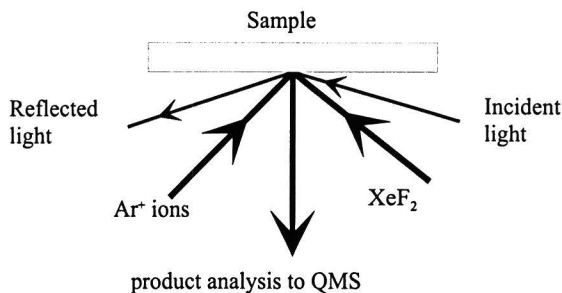 Sample
Reflected
light
Incident
light
Ar⁺ ions
XeF₂
product analysis to QMS